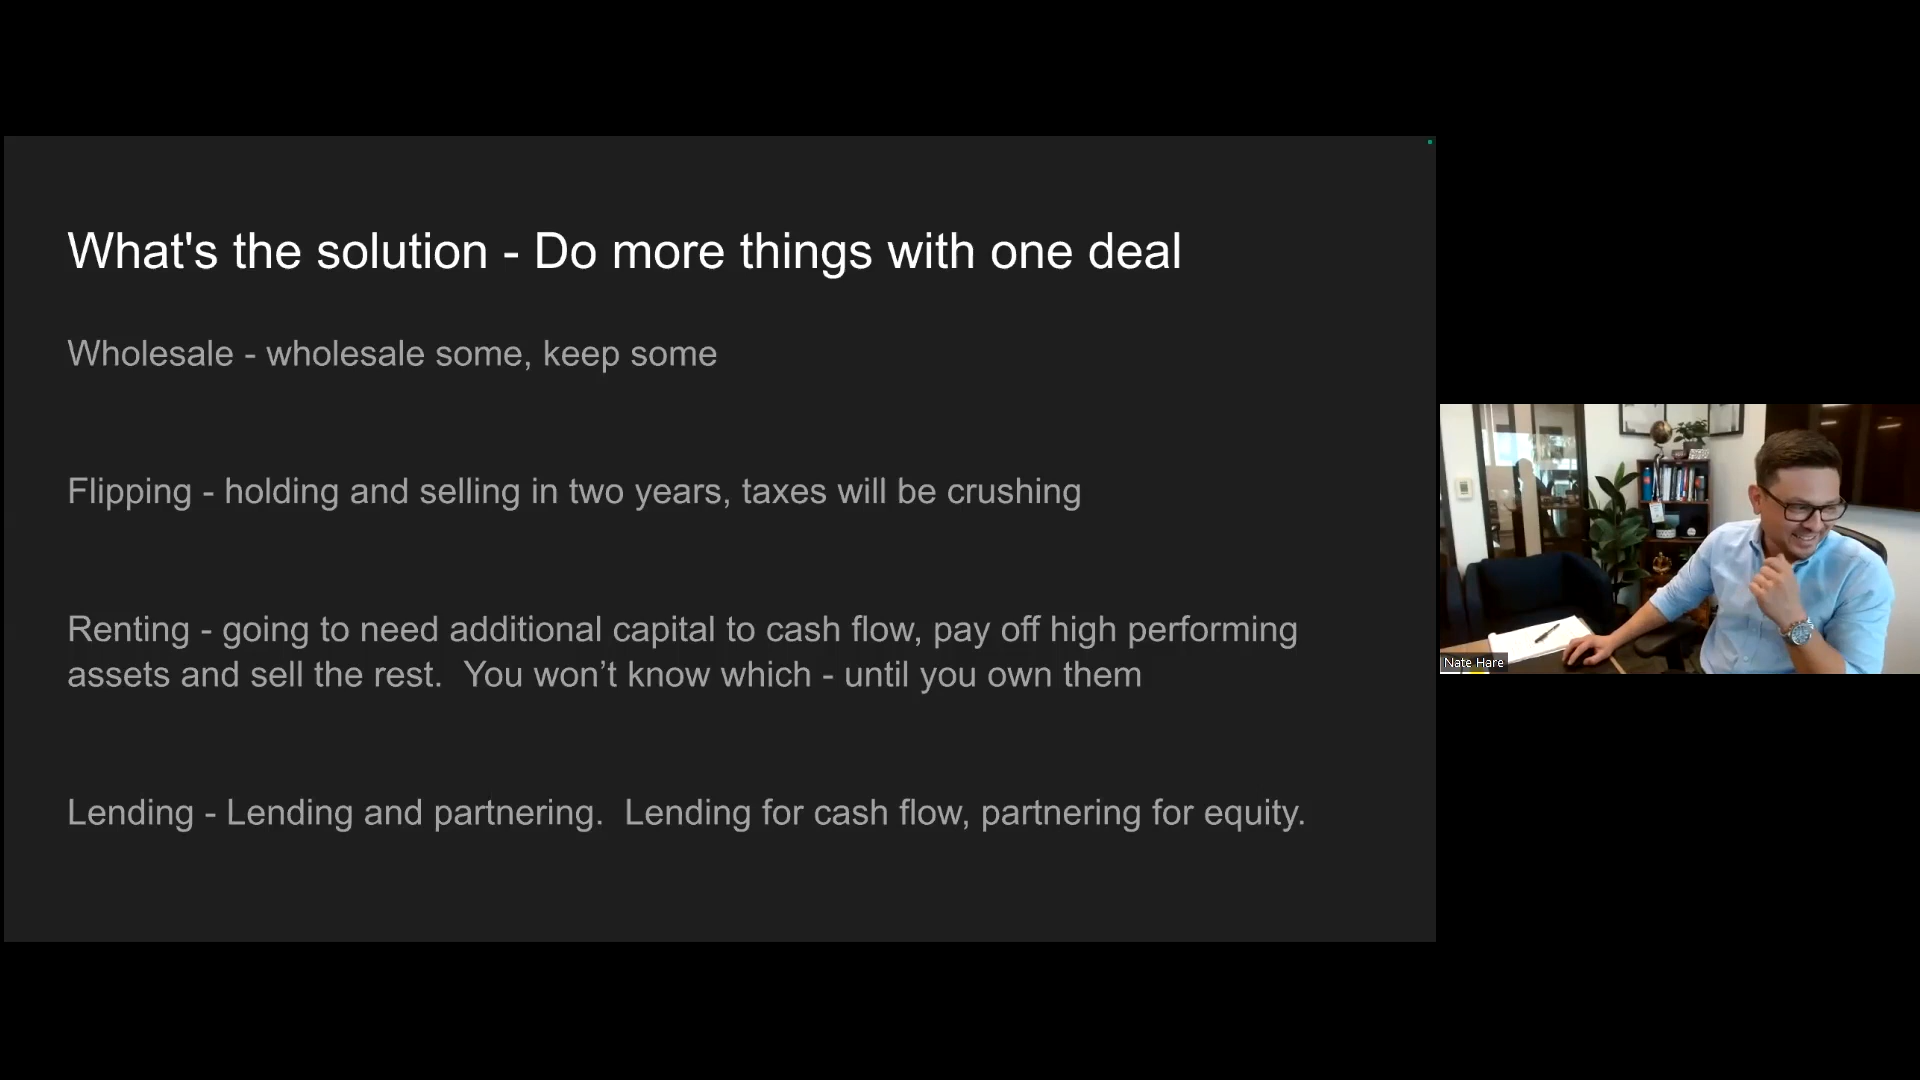 What's the solution - Do more things with one deal
Wholesale - wholesale some, keep some
Flipping - holding and selling in two years, taxes will be crushing
Renting - going to need additional capital to cash flow, pay off high performing
assets and sell the rest.  You won’t know which - until you own them
Lending - Lending and partnering.  Lending for cash flow, partnering for equity.
Nate Hare